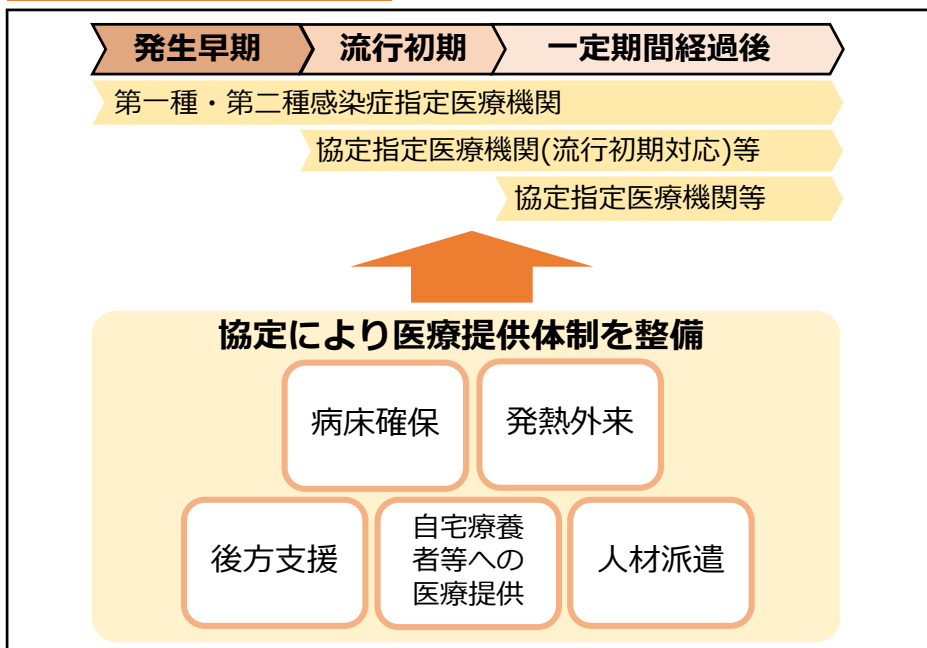 発生早期
流行初期
一定期間経過後
第一種・第二種感染症指定医療機関
協定指定医療機関(流行初期対応)等
協定指定医療機関等
協定により医療提供体制を整備
病床確保
発熱外来
後方支援
自宅療養
者等への
医療提供
人材派遣